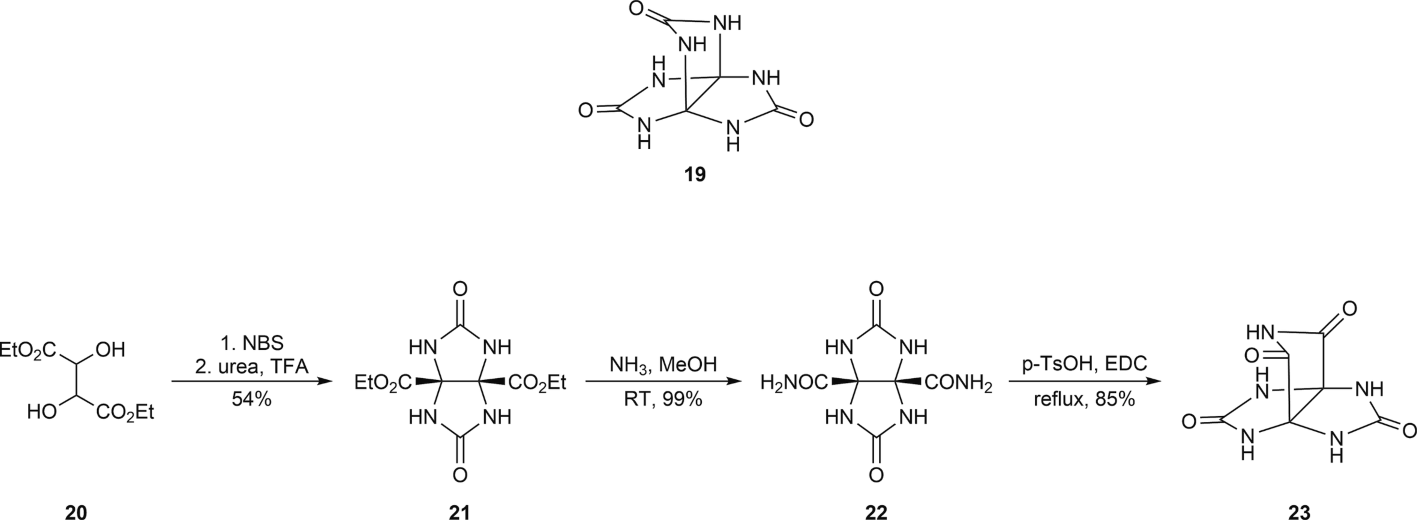 O
NH
NH
H
N
NH
O
N
H
N
H
O
19
EtO2C
OH
HO
CO2Et
20
1. NBS
2. urea, TFA
54%
O
HN
NH
EtO2C
CO2Et
HN
NH
O
21
NH3, MeOH
RT, 99%
O
HN
NH
H2NOC
CONH2
HN
NH
O
22
p-TsOH, EDC
reflux, 85%
O
HN
O
H
N
NH
O
N
H
N
H
O
23